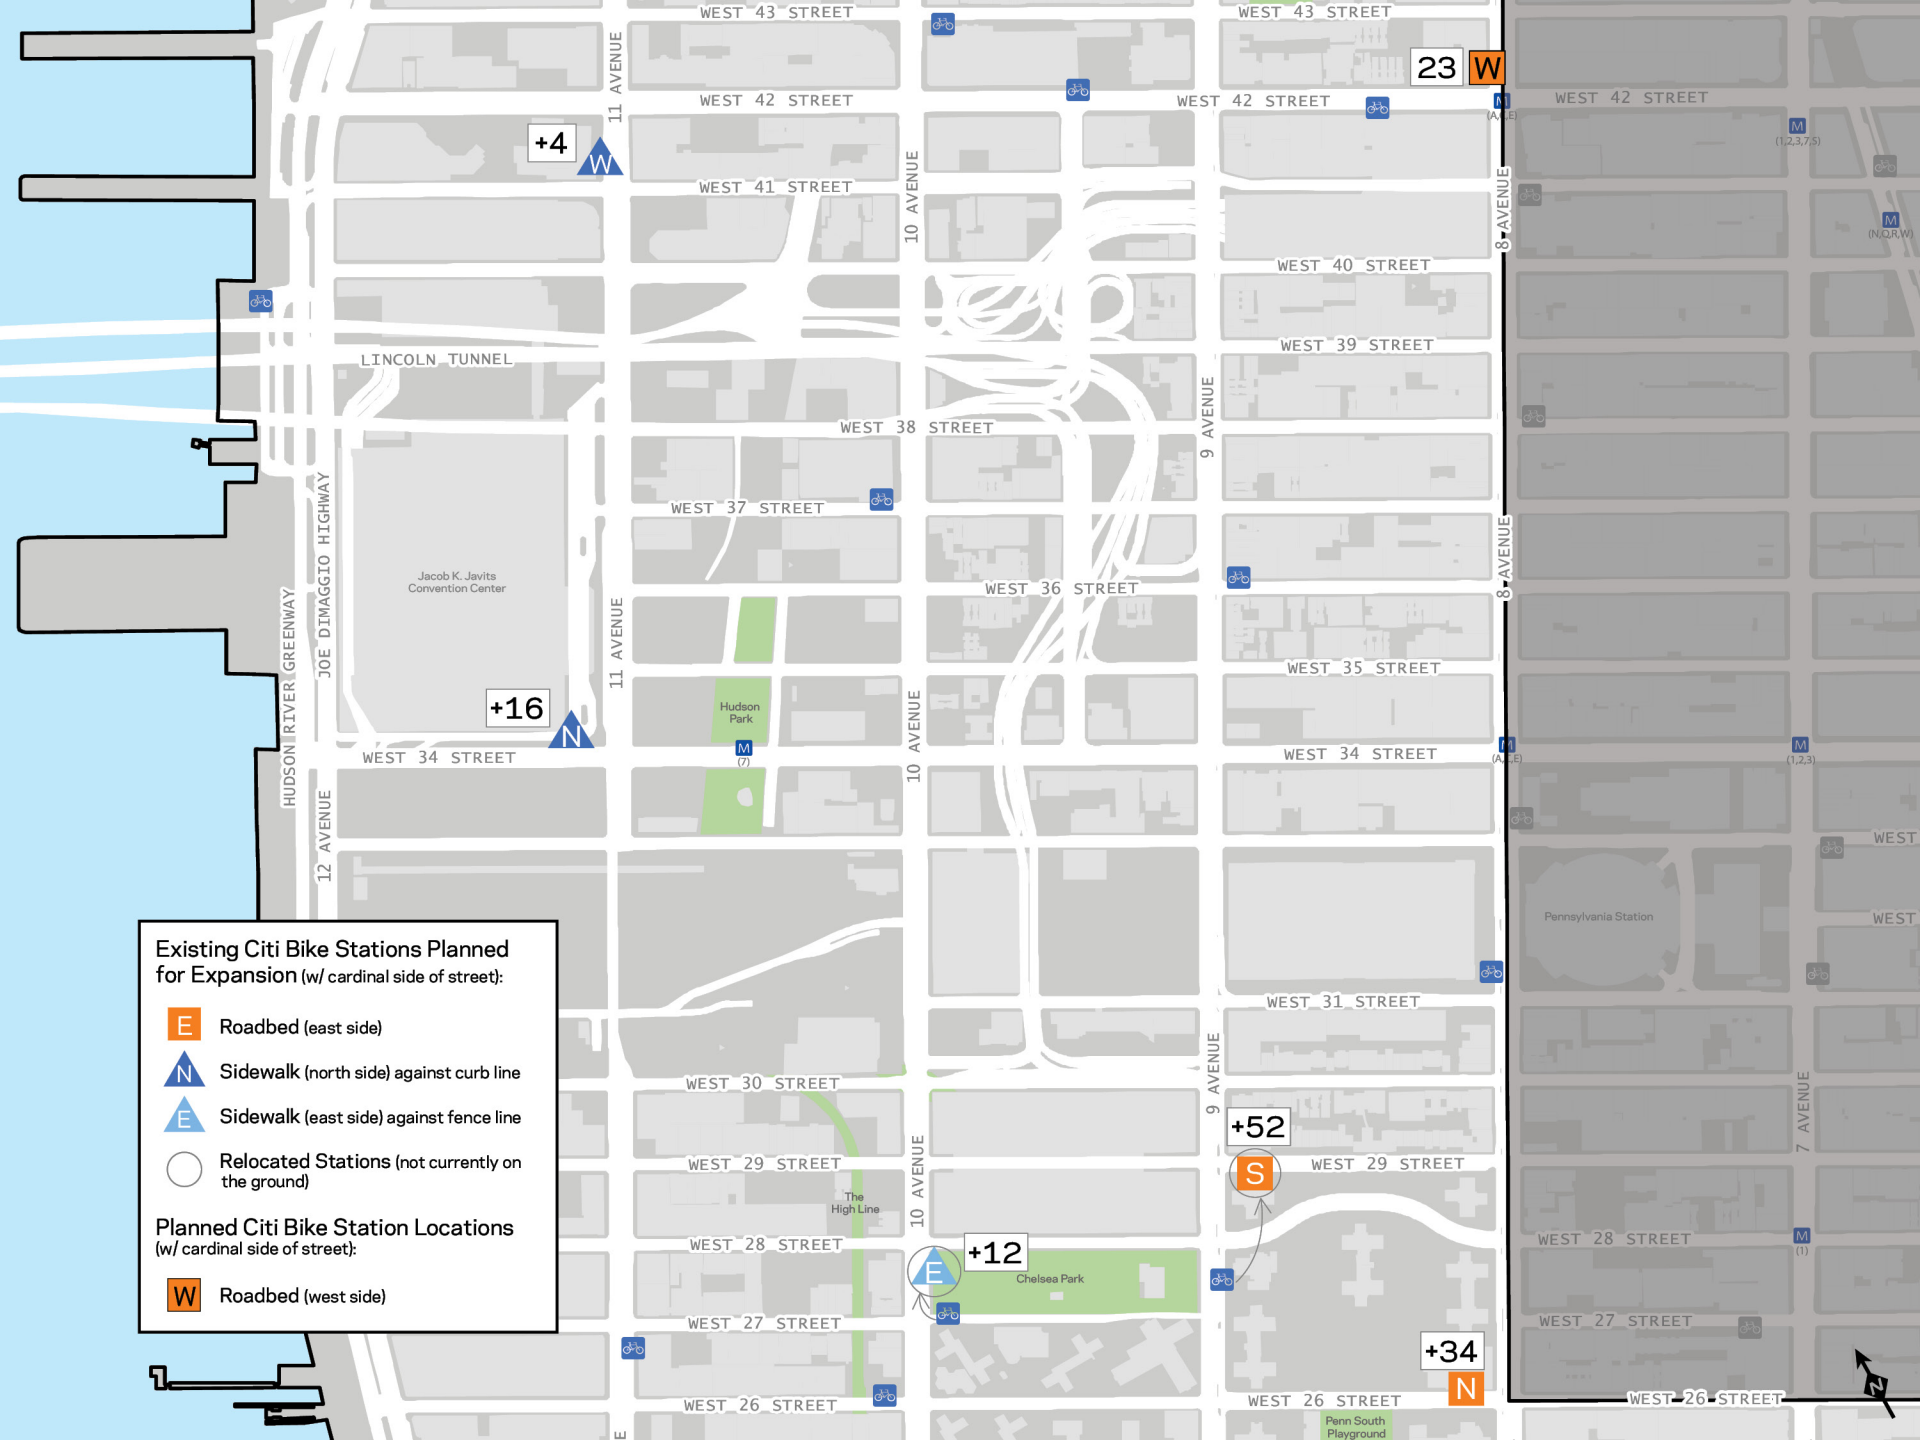 WEST 43 STREET
WEST 43 STREET
23
W
11 AVENUE
WEST 42 STREET
WEST 42 STREET
WEST 42 STREET
M
(A,C,E)
M
(1,2,3,7,S)
+4
W
WEST 41 STREET
10 AVENUE
8 AVENUE
M
(N,Q,R,W)
WEST 40 STREET
LINCOLN TUNNEL
WEST 39 STREET
WEST 38 STREET
9 AVENUE
JOE DIMAGGIO HIGHWAY
WEST 37 STREET
8 AVENUE
Jacob K. Javits
Convention Center
WEST 36 STREET
HUDSON RIVER GREENWAY
11 AVENUE
WEST 35 STREET
+16
N
Hudson
Park
10 AVENUE
M
(7)
WEST 34 STREET
WEST 34 STREET
M
(A,C,E)
M
(1,2,3)
12 AVENUE
WEST
Pennsylvania Station
WEST
Existing Citi Bike Stations Planned
for Expansion (w/ cardinal side of street):
E
Roadbed (east side)
N
Sidewalk (north side) against curb line
E
Sidewalk (east side) against fence line
Relocated Stations (not currently on
the ground)
Planned Citi Bike Station Locations
(w/ cardinal side of street):
W
Roadbed (west side)
WEST 31 STREET
WEST 30 STREET
9 AVENUE
7 AVENUE
+52
S
WEST 29 STREET
WEST 29 STREET
10 AVENUE
The
High Line
WEST 28 STREET
WEST 28 STREET
M
(1)
+12
E
Chelsea Park
WEST 27 STREET
WEST 27 STREET
+34
N
WEST 26 STREET
WEST 26 STREET
WEST 26 STREET
N
Penn South
Playground
E